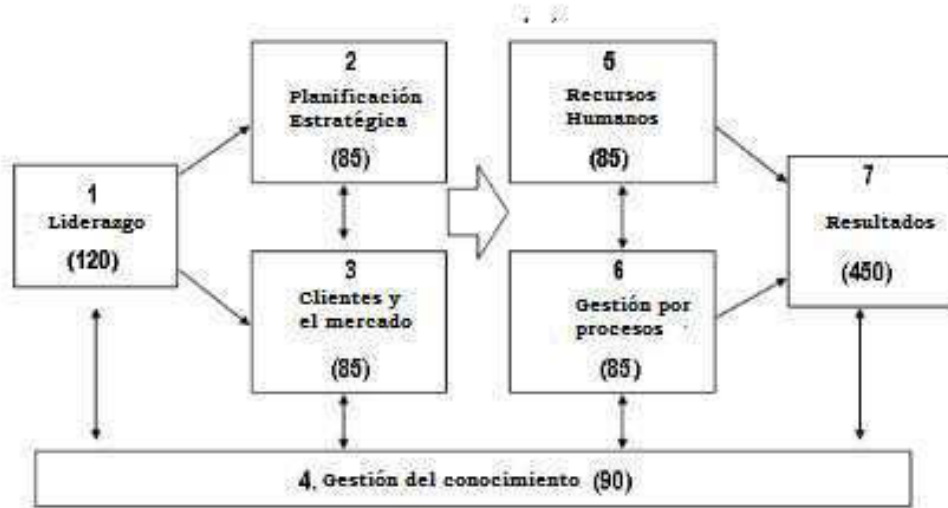 1
Liderazgo
(120)
2
Planificación
Estratégica
(85)
3
Clientes y
el mercado
(85)
5
Recursos
Humanos
(85)
6
Gestión por
procesos
(85)
7
Resultados
(450)
4. Gestión del conocimiento (90)